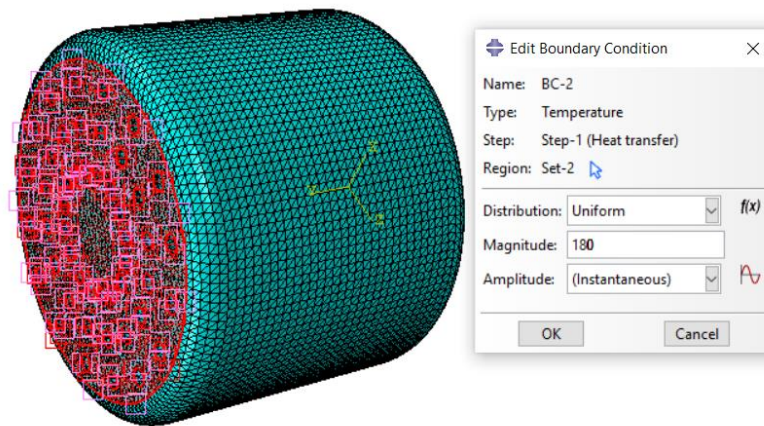 Edit Boundary Condition
Name: BC-2
Type: Temperature
Step: Step-1 (Heat transfer)
Region: Set-2
Distribution: Uniform f(x)
Magnitude: 180
Amplitude: (Instantaneous)
OK Cancel